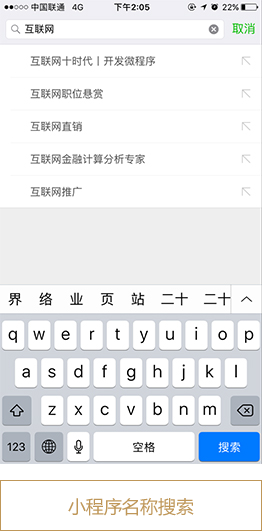 中国联通 4G 下午2:05 22%
互联网 取消
互联网十时代丨开发微程序
互联网职位悬赏
互联网直销
互联网金融计算分析专家
互联网推广
界 络 业 页 站 二十 二十
q w e r t y u i o p
a s d f g h j k l
z x c v b n m
123 空格 搜索
小程序名称搜索